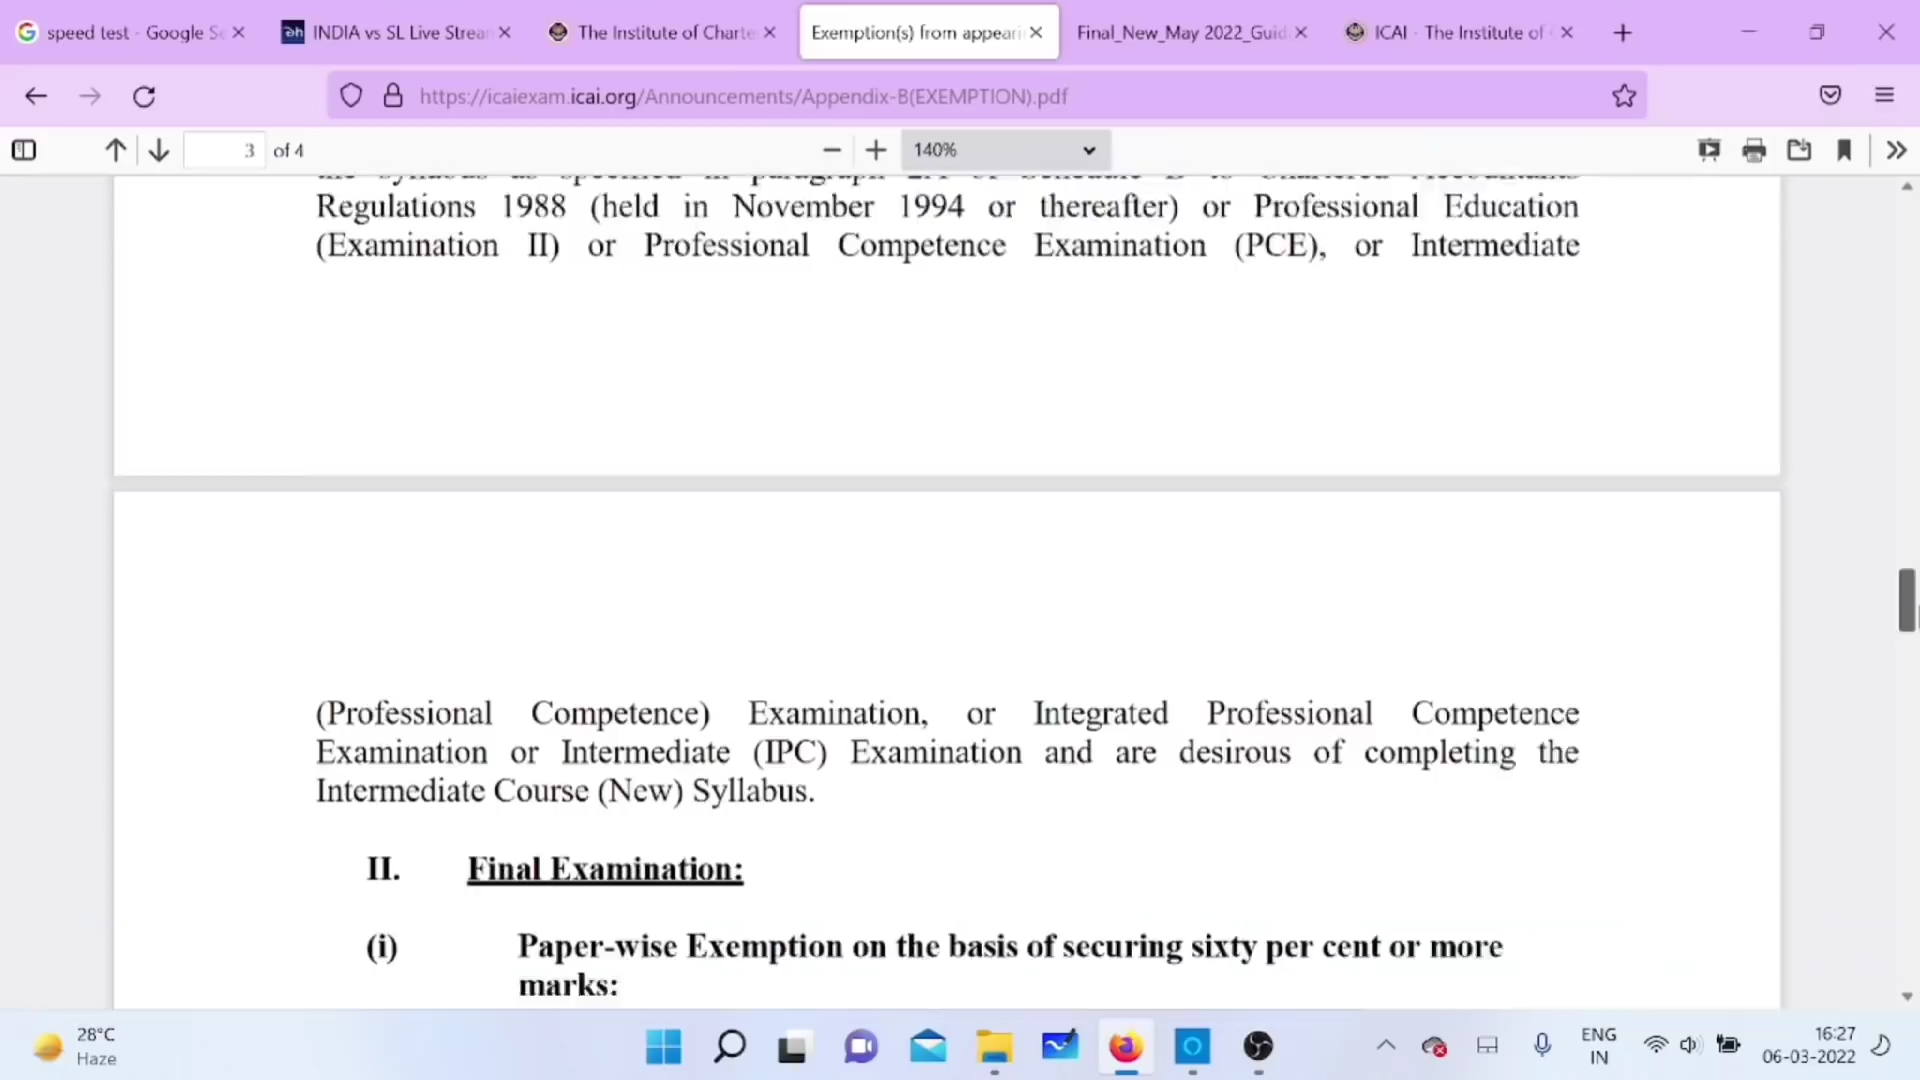 speed test - Google Se
INDIA vs SL Live Strean
The Institute of Charte
Exemption(s) from appeari
Final_New_May 2022_Guid
ICAI - The Institute of
https://icaiexam.icai.org/Announcements/Appendix-B(EXEMPTION).pdf
3 of 4
140%
Regulations 1988 (held in November 1994 or thereafter) or Professional Education
(Examination II) or Professional Competence Examination (PCE), or Intermediate
(Professional Competence) Examination, or Integrated Professional Competence
Examination or Intermediate (IPC) Examination and are desirous of completing the
Intermediate Course (New) Syllabus.
II. Final Examination:
(i) Paper-wise Exemption on the basis of securing sixty per cent or more
marks:
28°C
Haze
ENG
IN
16:27
06-03-2022